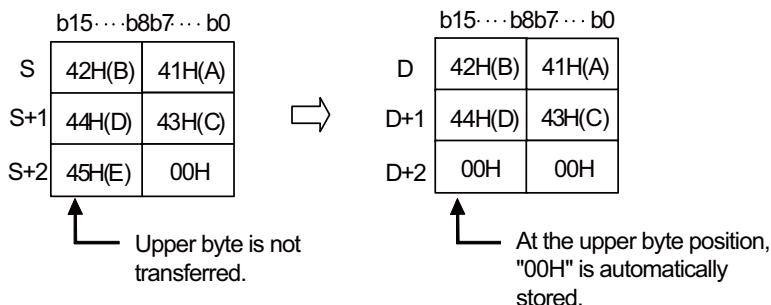 b15····b8b7···· b0
S 42H(B) 41H(A)
S+1 44H(D) 43H(C)
S+2 45H(E) 00H
Upper byte is not
transferred.
b15····b8b7···· b0
D 42H(B) 41H(A)
D+1 44H(D) 43H(C)
D+2 00H 00H
At the upper byte position,
"00H" is automatically
stored.